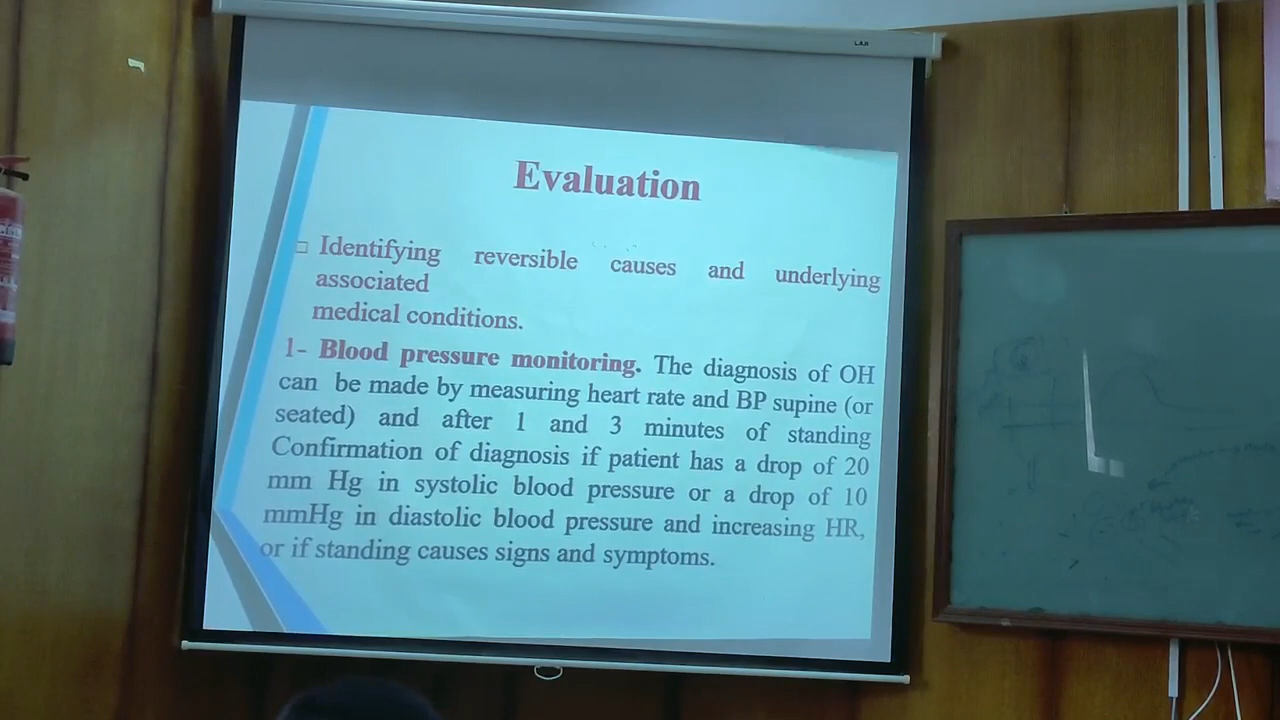 LAB
Evaluation
□ Identifying reversible causes and underlying
associated
medical conditions.
1- Blood pressure monitoring. The diagnosis of OH
can be made by measuring heart rate and BP supine (or
seated) and after 1 and 3 minutes of standing
Confirmation of diagnosis if patient has a drop of 20
mm Hg in systolic blood pressure or a drop of 10
mmHg in diastolic blood pressure and increasing HR,
or if standing causes signs and symptoms.